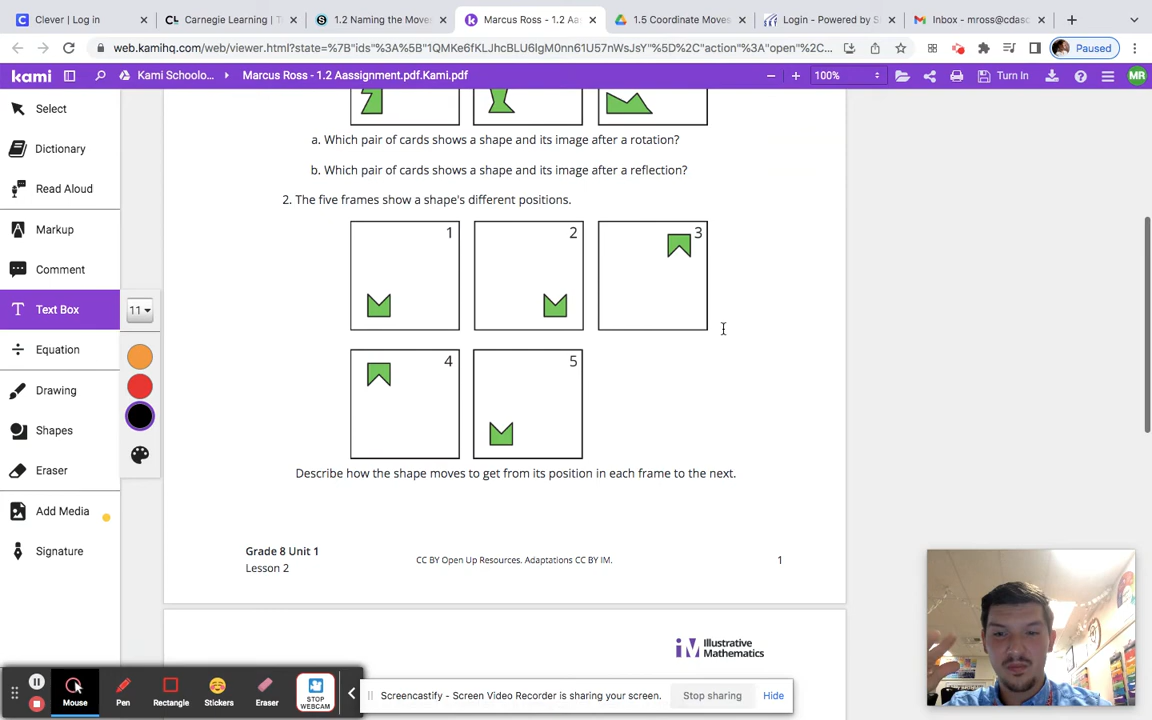 Clever | Log in
Carnegie Learning | T
1.2 Naming the Moves
Marcus Ross - 1.2 Aa
1.5 Coordinate Moves
Login - Powered by S
Inbox - mross@cdasc
web.kamihq.com/web/viewer.html?state=%7B"ids"%3A%5B"1QMKe6fKLJhcBLU6IgM0nn61U57nWsJsY"%5D%2C"action"%3A"open"%2C...
Paused
kami
Kami Schoolo...
Marcus Ross - 1.2 Aassignment.pdf.Kami.pdf
100%
Turn In
MR
Select
Dictionary
Read Aloud
Markup
Comment
Text Box
11
Equation
Drawing
Shapes
Eraser
Add Media
Signature
a. Which pair of cards shows a shape and its image after a rotation?
b. Which pair of cards shows a shape and its image after a reflection?
2. The five frames show a shape's different positions.
1
2
3
4
5
Describe how the shape moves to get from its position in each frame to the next.
Grade 8 Unit 1
Lesson 2
CC BY Open Up Resources. Adaptations CC BY IM.
1
Illustrative
Mathematics
Mouse
Pen
Rectangle
Stickers
Eraser
STOP
WEBCAM
Screencastify - Screen Video Recorder is sharing your screen.
Stop sharing
Hide